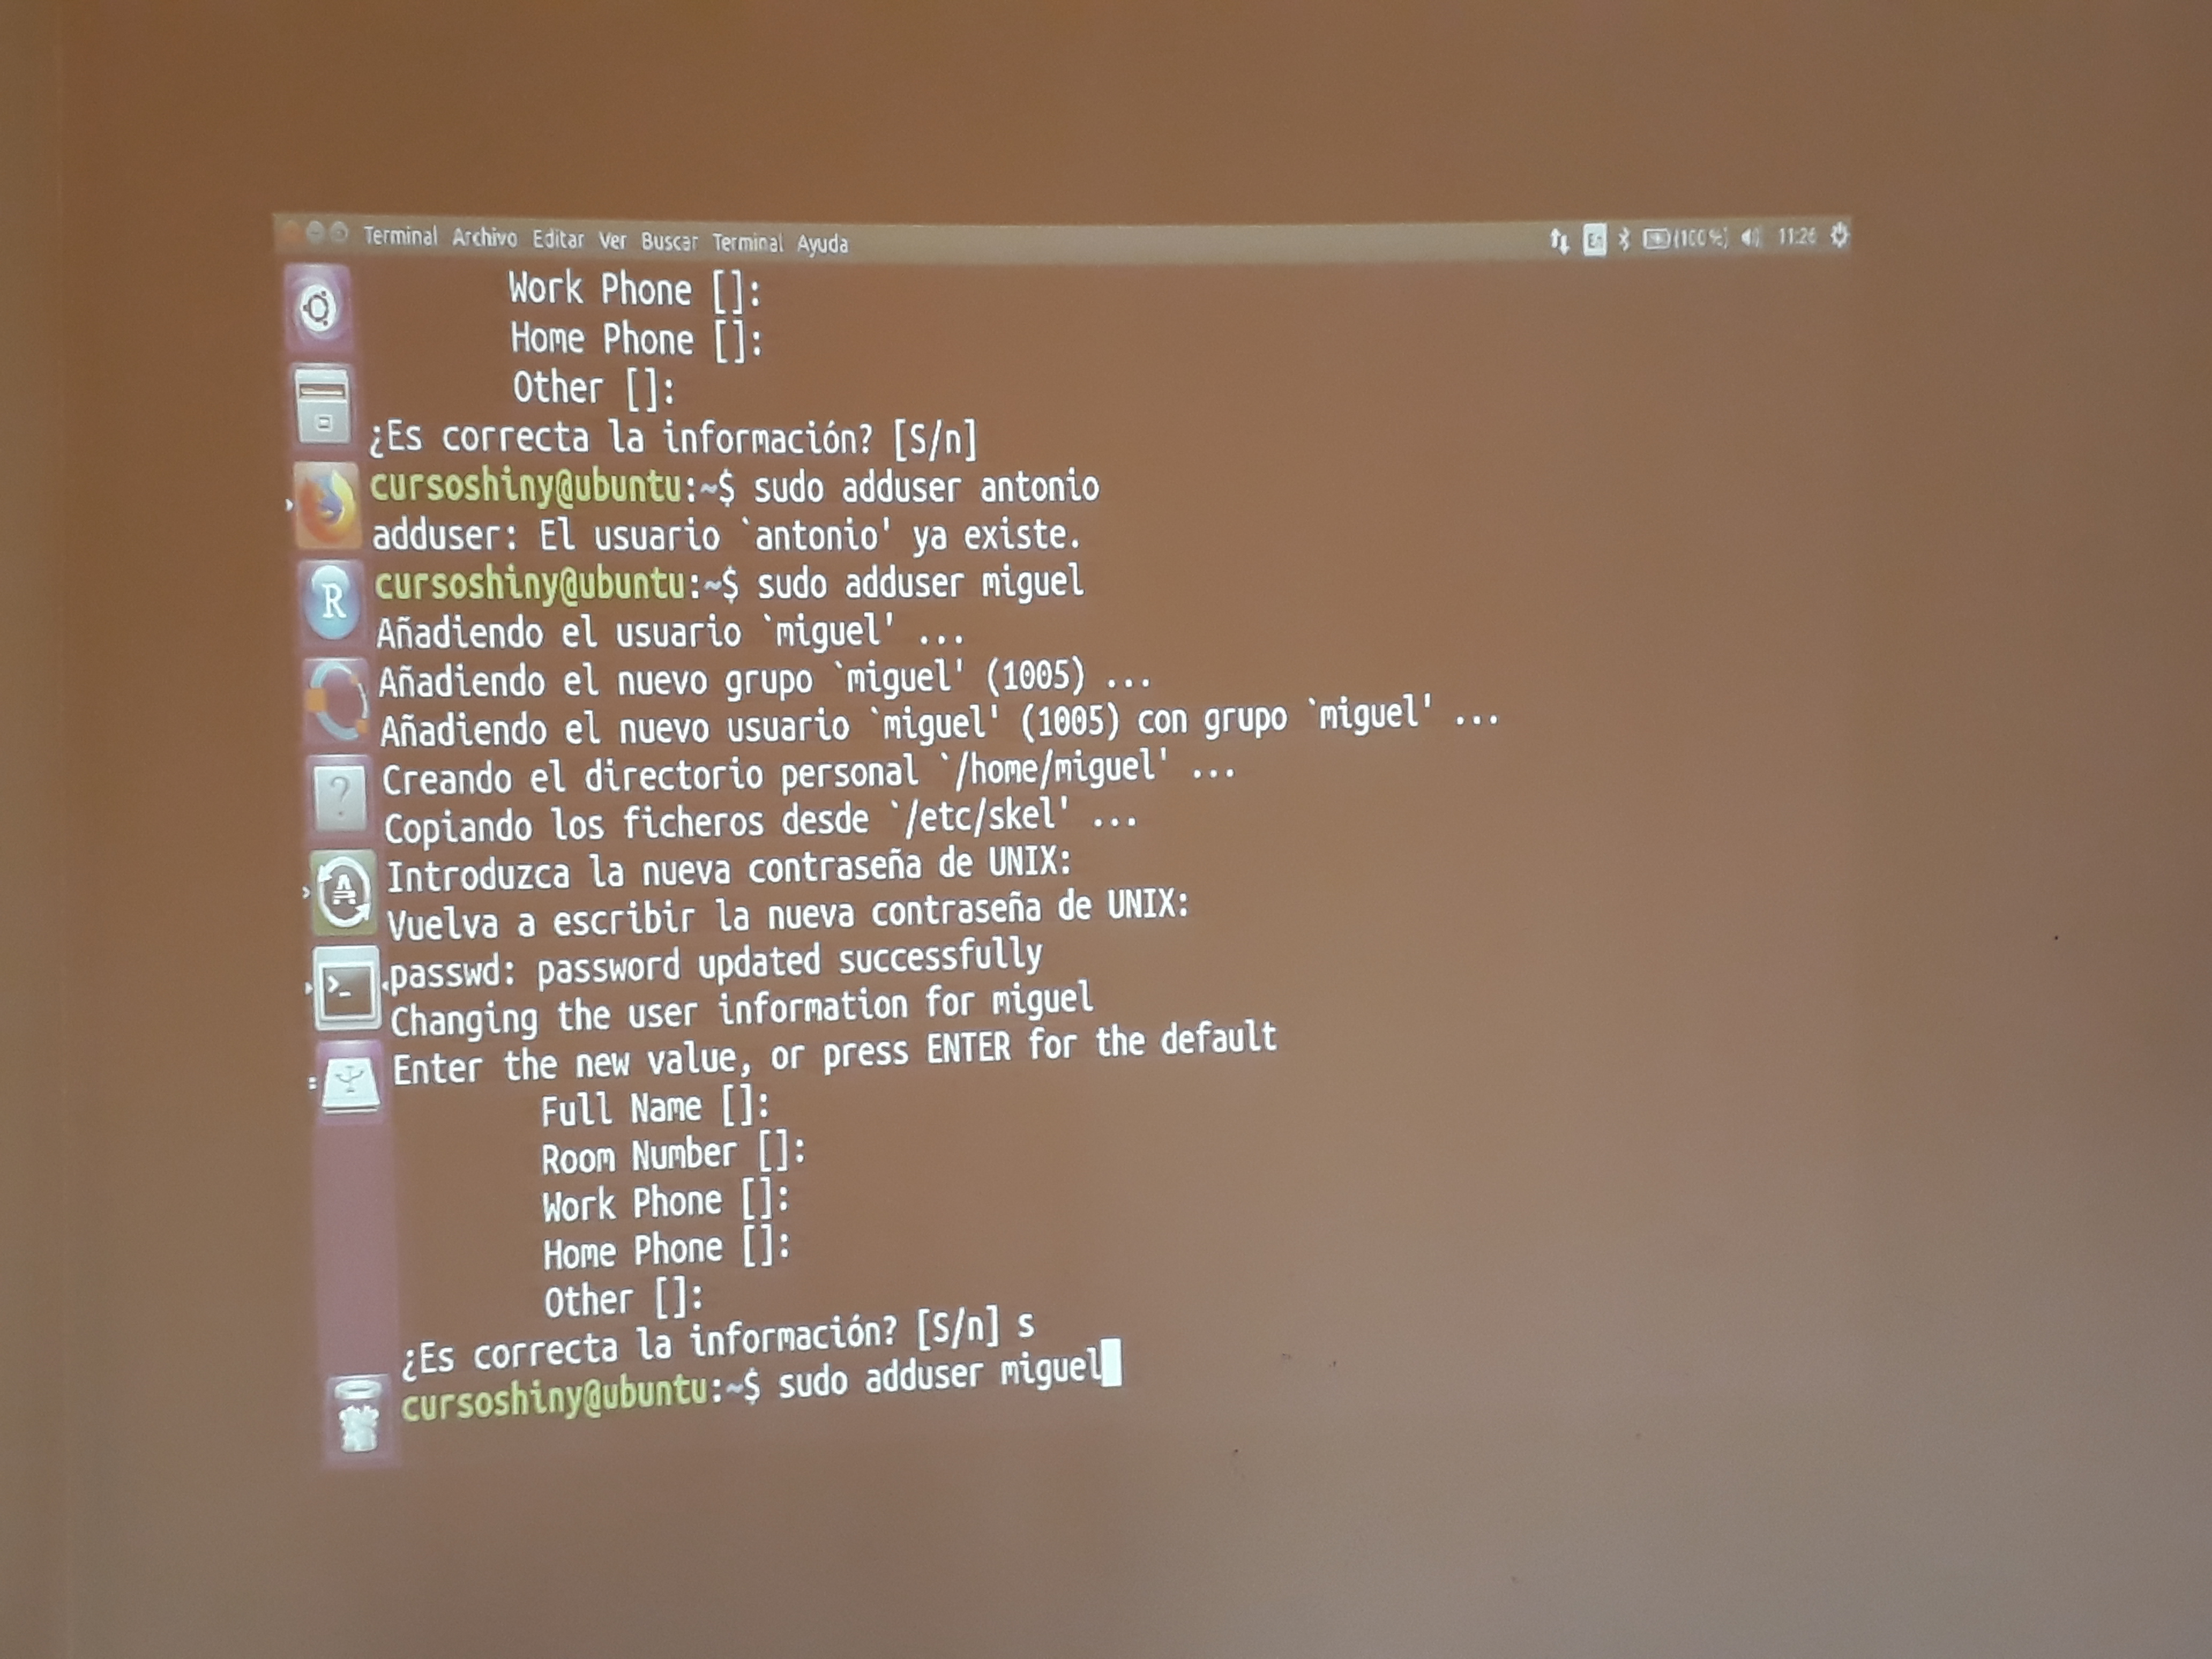 Terminal Archivo Editar Ver Buscar Terminal Ayuda
En (100 %) 11:26
Work Phone []:
Home Phone []:
Other []:
¿Es correcta la información? [S/n]
cursoshiny@ubuntu:~$ sudo adduser antonio
adduser: El usuario `antonio' ya existe.
cursoshiny@ubuntu:~$ sudo adduser miguel
Añadiendo el usuario `miguel' ...
Añadiendo el nuevo grupo `miguel' (1005) ...
Añadiendo el nuevo usuario `miguel' (1005) con grupo `miguel' ...
Creando el directorio personal `/home/miguel' ...
Copiando los ficheros desde `/etc/skel' ...
Introduzca la nueva contraseña de UNIX:
Vuelva a escribir la nueva contraseña de UNIX:
passwd: password updated successfully
Changing the user information for miguel
Enter the new value, or press ENTER for the default
Full Name []:
Room Number []:
Work Phone []:
Home Phone []:
Other []:
¿Es correcta la información? [S/n] s
cursoshiny@ubuntu:~$ sudo adduser miguel
R
?
A
>_